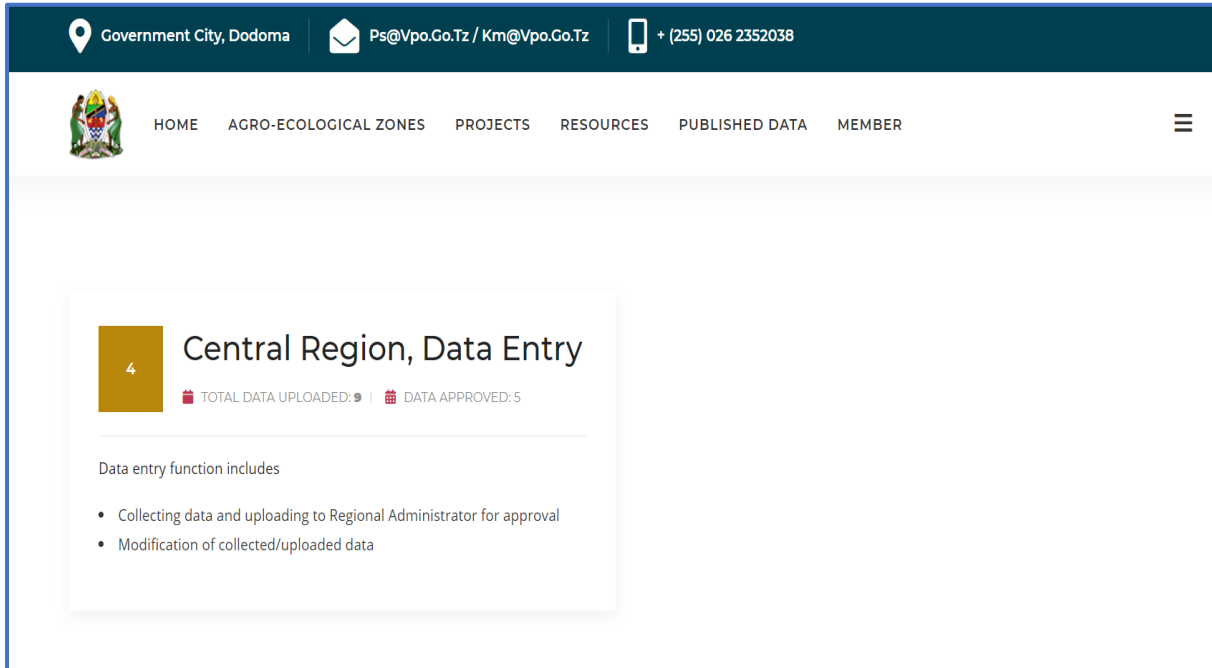 Government City, Dodoma
Ps@Vpo.Go.Tz / Km@Vpo.Go.Tz
+ (255) 026 2352038
HOME AGRO-ECOLOGICAL ZONES PROJECTS RESOURCES PUBLISHED DATA MEMBER
4
Central Region, Data Entry
TOTAL DATA UPLOADED: 9 | DATA APPROVED: 5
Data entry function includes
• Collecting data and uploading to Regional Administrator for approval
• Modification of collected/uploaded data